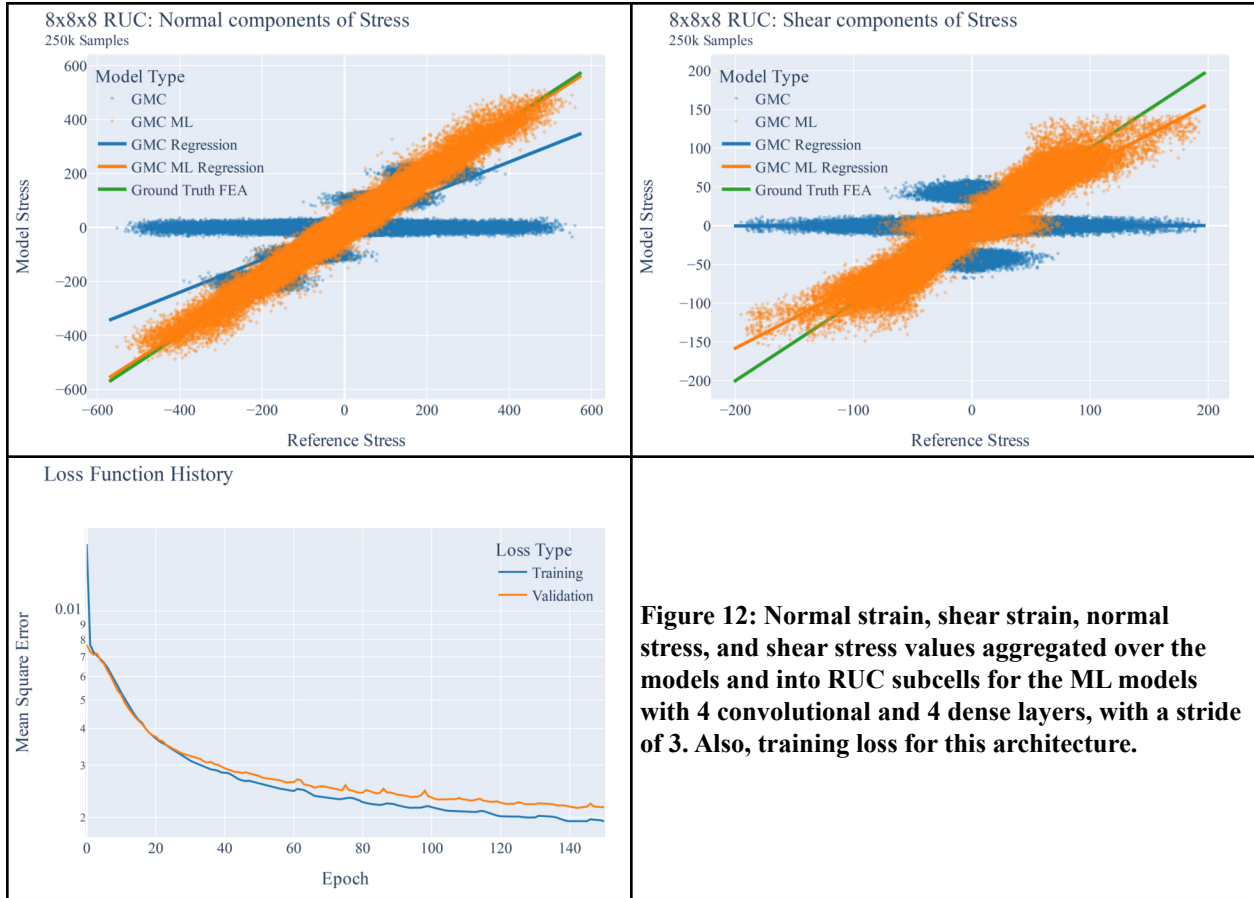 8x8x8 RUC: Normal components of Stress
250k Samples
Model Type
GMC
GMC ML
GMC Regression
GMC ML Regression
Ground Truth FEA
600
400
200
0
−200
−400
−600
Model Stress
−600
−400
−200
0
200
400
600
Reference Stress
8x8x8 RUC: Shear components of Stress
250k Samples
Model Type
GMC
GMC ML
GMC Regression
GMC ML Regression
Ground Truth FEA
200
150
100
50
0
−50
−100
−150
−200
Model Stress
−200
−100
0
100
200
Reference Stress
Loss Function History
Loss Type
Training
Validation
0.01
9
8
7
6
5
4
3
2
Mean Square Error
0
20
40
60
80
100
120
140
Epoch
Figure 12: Normal strain, shear strain, normal
stress, and shear stress values aggregated over the
models and into RUC subcells for the ML models
with 4 convolutional and 4 dense layers, with a stride
of 3. Also, training loss for this architecture.